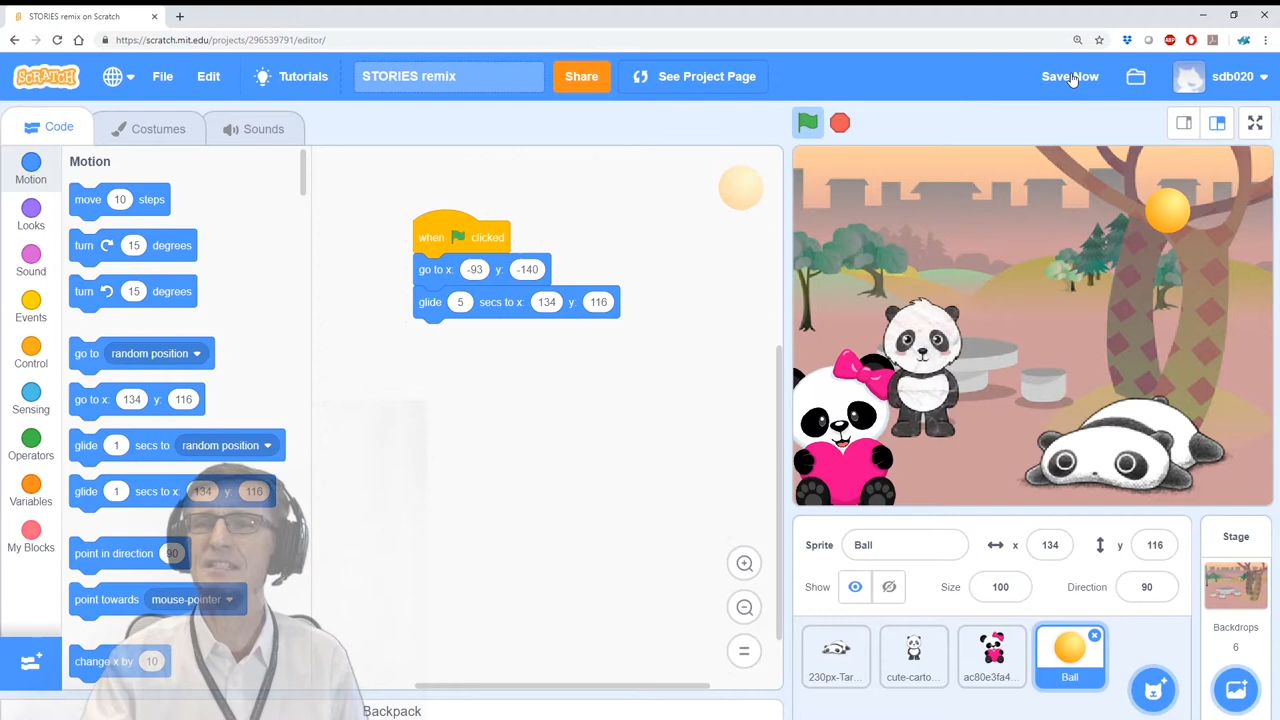 STORIES remix on Scratch
https://scratch.mit.edu/projects/296539791/editor/
SCRATCH File Edit Tutorials STORIES remix Share See Project Page Save Now sdb020
Code Costumes Sounds
Motion
Looks
Sound
Events
Control
Sensing
Operators
Variables
My Blocks
Motion
move 10 steps
turn 15 degrees
turn 15 degrees
go to random position
go to x: 134 y: 116
glide 1 secs to random position
glide 1 secs to x: 134 y: 116
point in direction 90
point towards mouse-pointer
change x by 10
when clicked
go to x: -93 y: -140
glide 5 secs to x: 134 y: 116
Backpack
Sprite Ball x 134 y 116
Show Size 100 Direction 90
230px-Tar...
cute-carto...
ac80e3fa4...
Ball
Stage
Backdrops
6